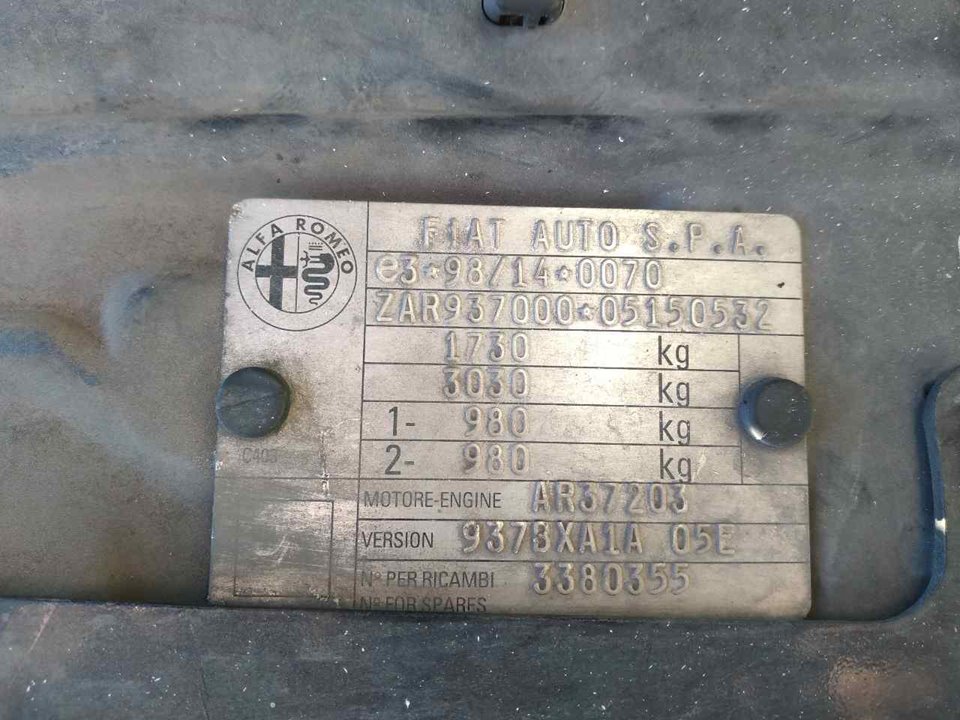 ALFA ROMEO
FIAT AUTO S.P.A.
e3*98/14*0070
ZAR937000*05150532
1730 kg
3030 kg
1- 980 kg
2- 980 kg
C403
MOTORE-ENGINE AR37203
VERSION 937BXA1A 05E
N° PER RICAMBI 3380355
N° FOR SPARES